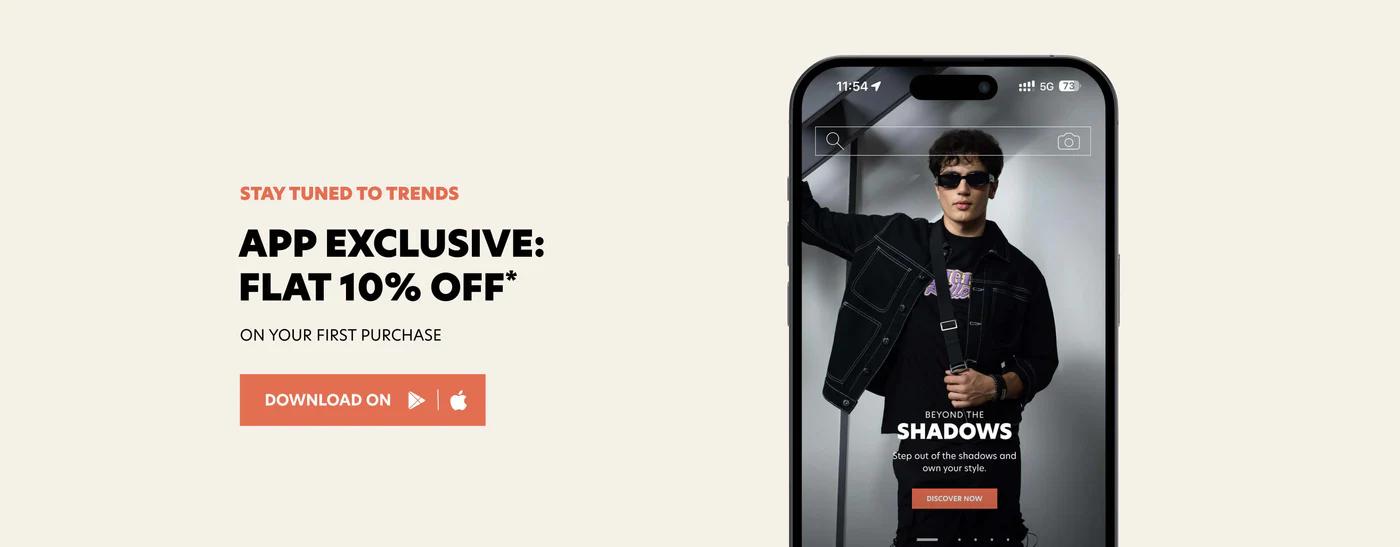 STAY TUNED TO TRENDS
APP EXCLUSIVE:
FLAT 10% OFF*
ON YOUR FIRST PURCHASE
DOWNLOAD ON
11:54
5G
73
BEYOND THE
SHADOWS
Step out of the shadows and
own your style.
DISCOVER NOW